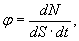 φ = dN / dS · dt ,